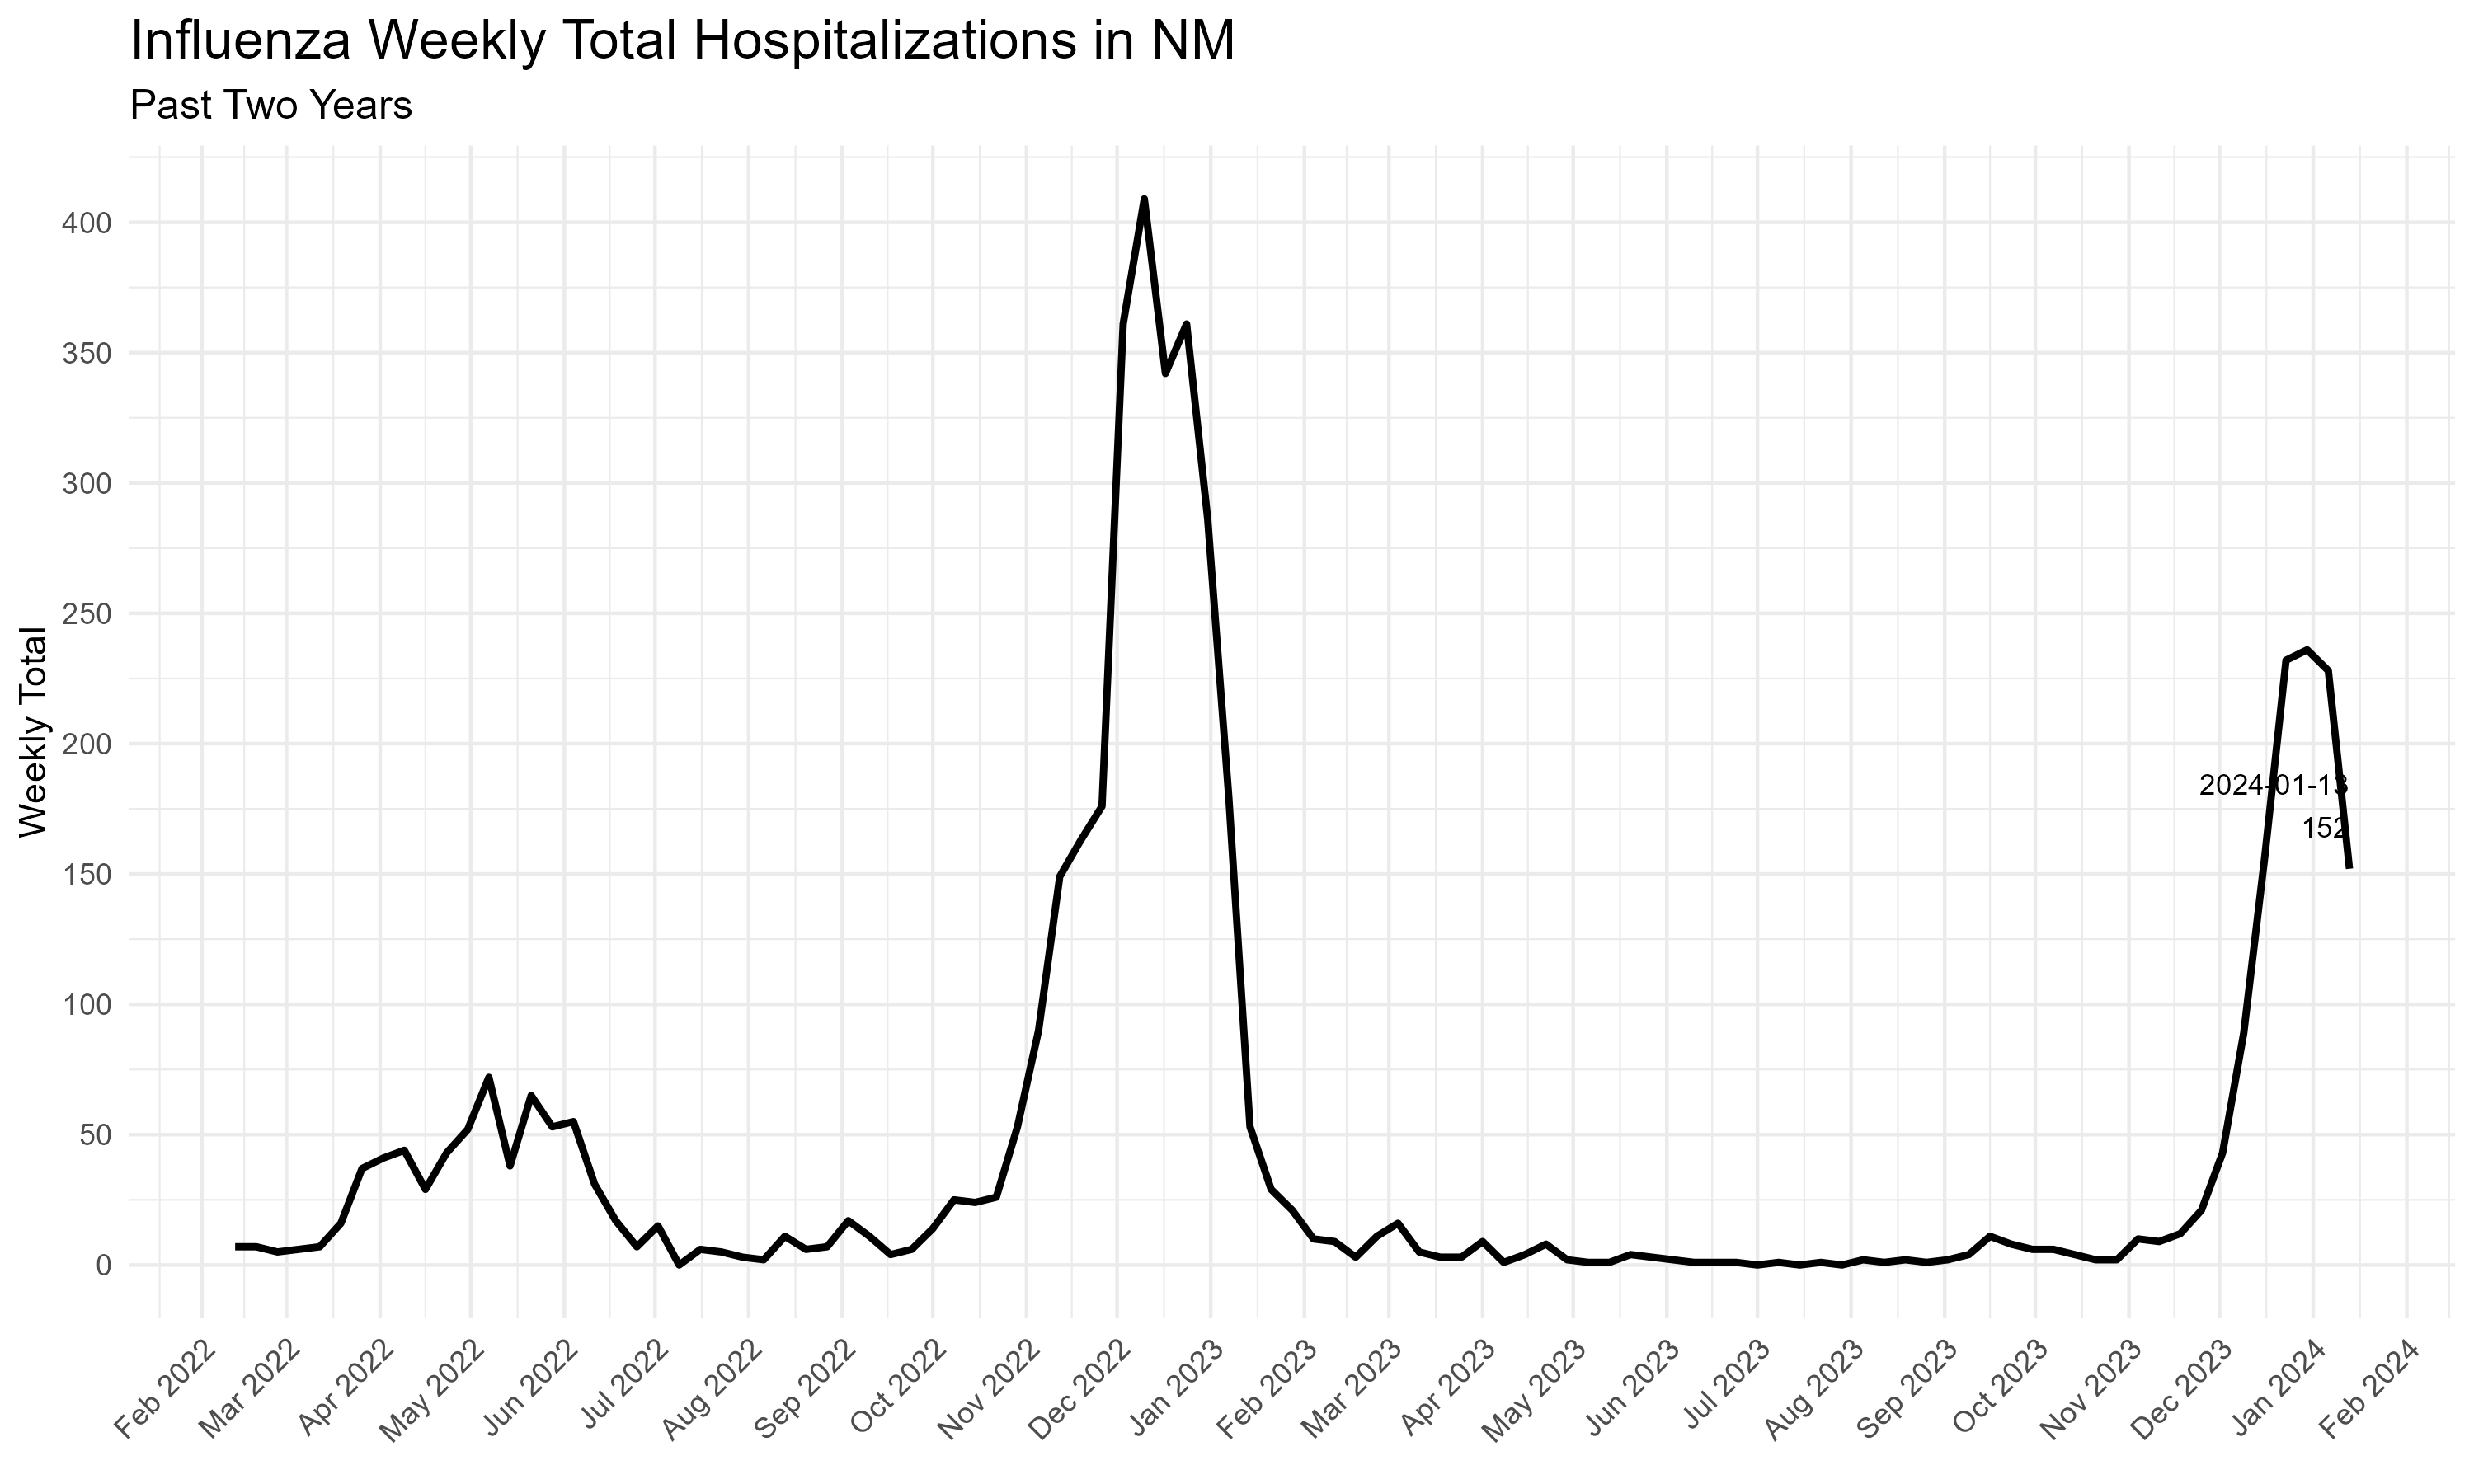 Influenza Weekly Total Hospitalizations in NM
Past Two Years
Weekly Total
400
350
300
250
200
150
100
50
0
2024-01-13
152
Feb 2022
Mar 2022
Apr 2022
May 2022
Jun 2022
Jul 2022
Aug 2022
Sep 2022
Oct 2022
Nov 2022
Dec 2022
Jan 2023
Feb 2023
Mar 2023
Apr 2023
May 2023
Jun 2023
Jul 2023
Aug 2023
Sep 2023
Oct 2023
Nov 2023
Dec 2023
Jan 2024
Feb 2024